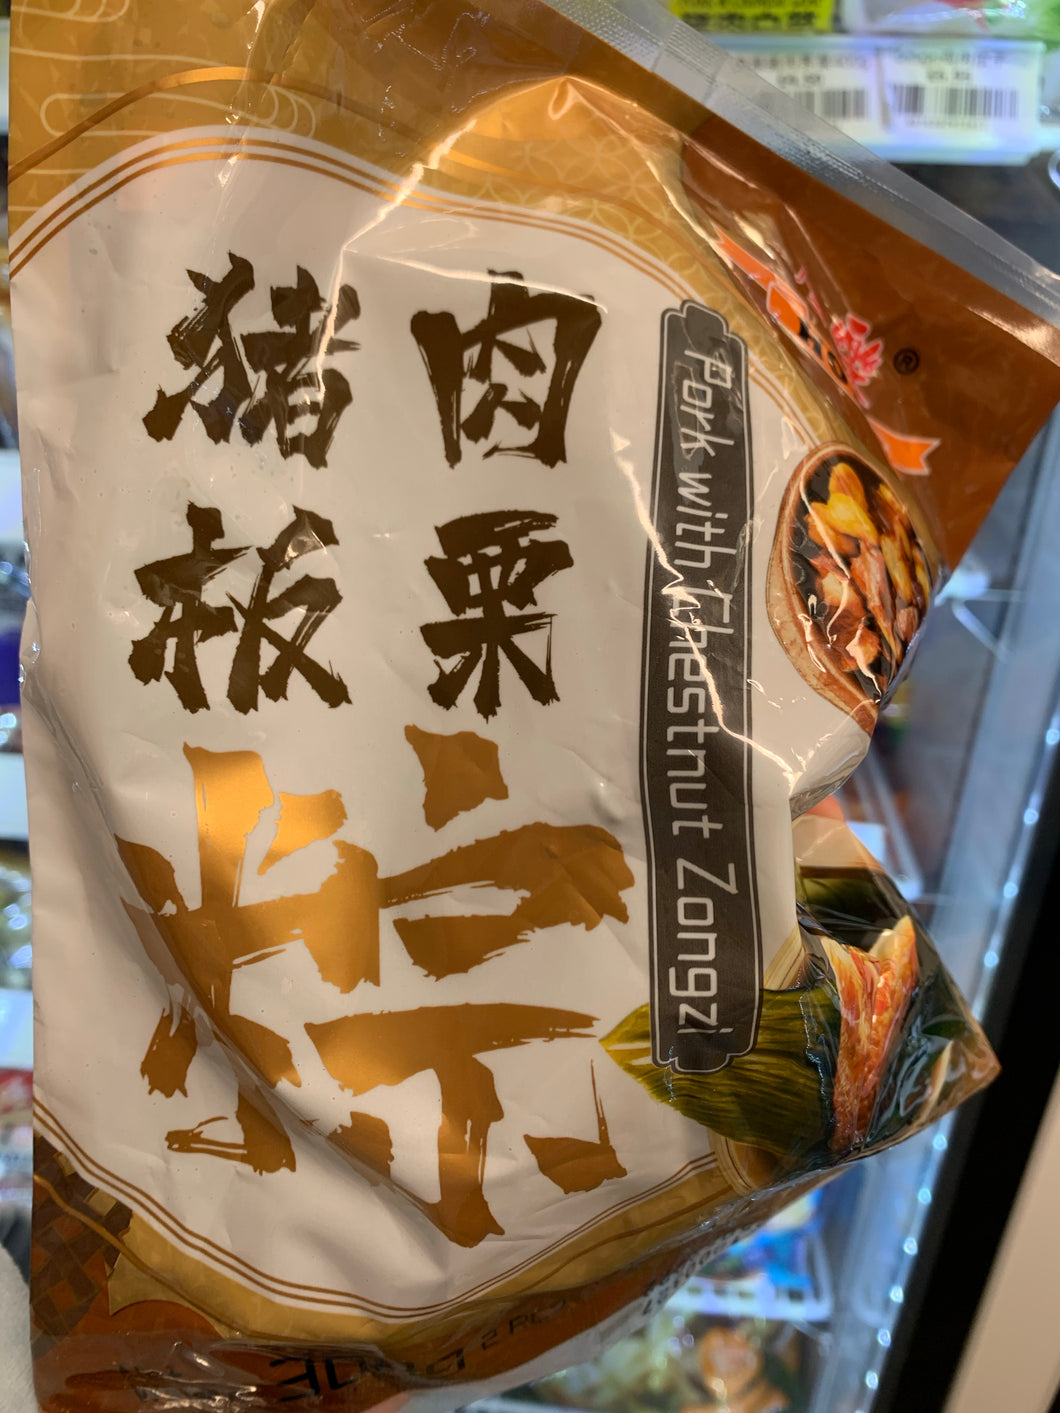 猪肉
板栗
粽
Pork with Chestnut Zongzi
®